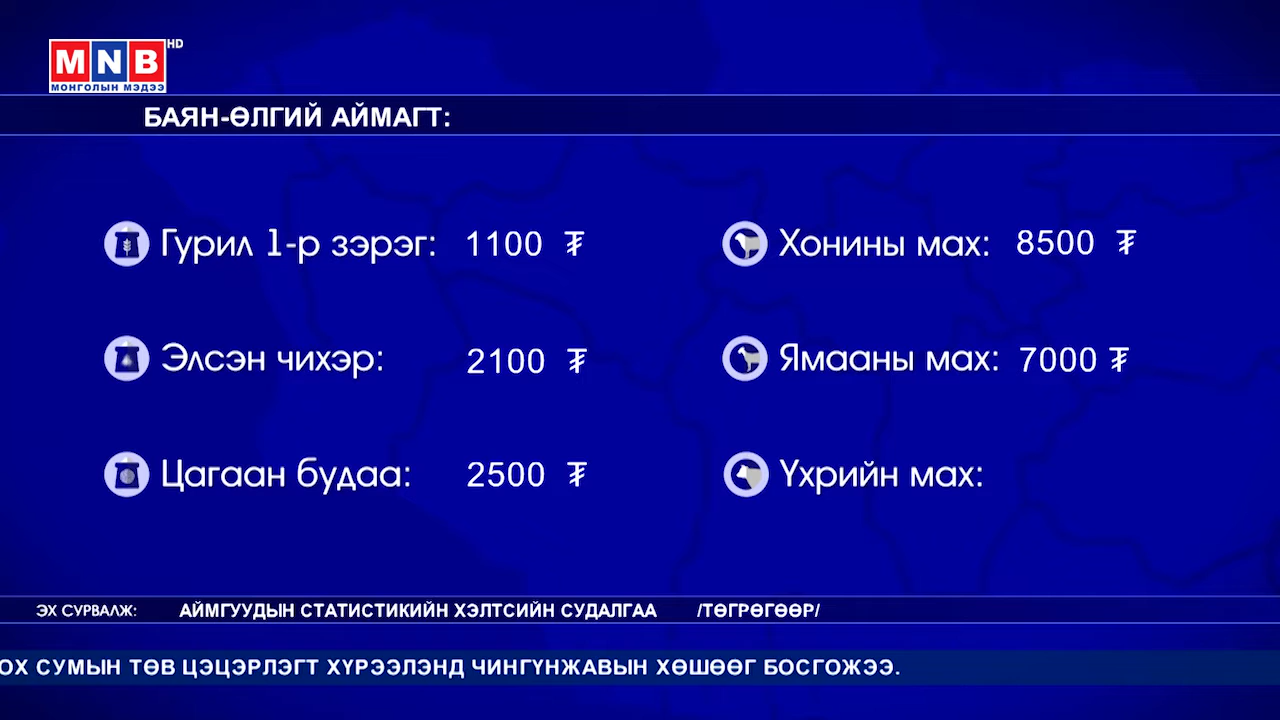 MNB HD
МОНГОЛЫН МЭДЭЭ
БАЯН-ӨЛГИЙ АЙМАГТ:
Гурил 1-р зэрэг: 1100 ₮
Элсэн чихэр: 2100 ₮
Цагаан будаа: 2500 ₮
Хонины мах: 8500 ₮
Ямааны мах: 7000 ₮
Үхрийн мах:
ЭХ СУРВАЛЖ: АЙМГУУДЫН СТАТИСТИКИЙН ХЭЛТСИЙН СУДАЛГАА /ТӨГРӨГӨӨР/
ОХ СУМЫН ТӨВ ЦЭЦЭРЛЭГТ ХҮРЭЭЛЭНД ЧИНГҮНЖАВЫН ХӨШӨӨГ БОСГОЖЭЭ.